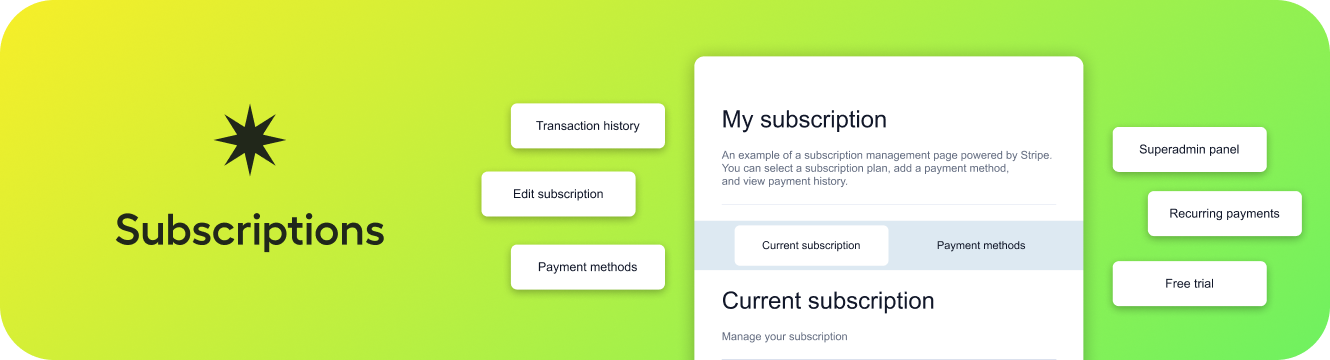 Subscriptions
Transaction history
Edit subscription
Payment methods
My subscription
An example of a subscription management page powered by Stripe.
You can select a subscription plan, add a payment method,
and view payment history.
Current subscription
Payment methods
Current subscription
Manage your subscription
Superadmin panel
Recurring payments
Free trial